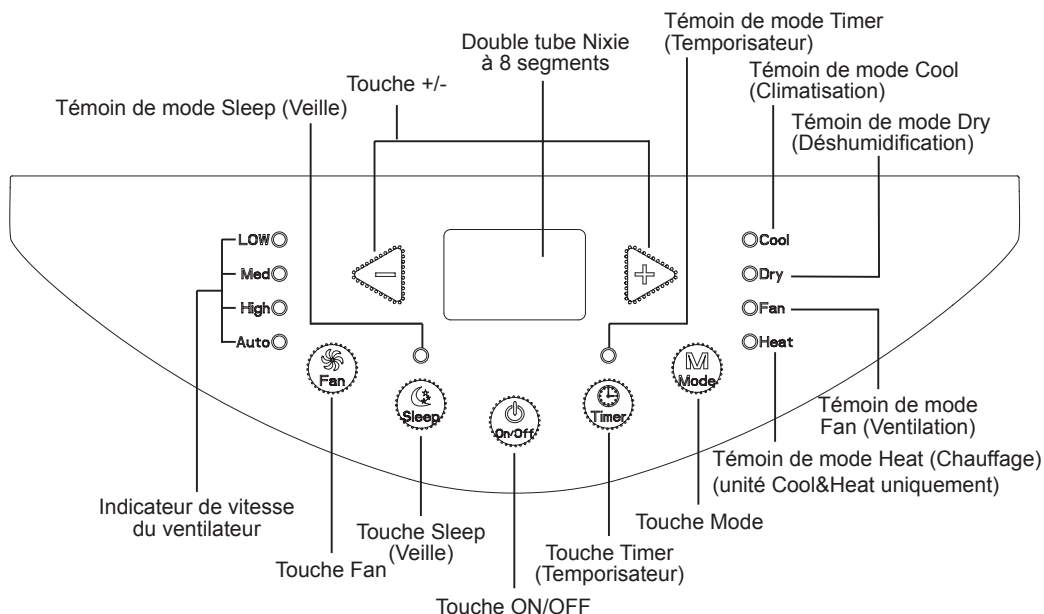 Témoin de mode Timer
(Temporisateur)
Double tube Nixie
à 8 segments
Témoin de mode Cool
(Climatisation)
Touche +/-
Témoin de mode Sleep (Veille)
Témoin de mode Dry
(Déshumidification)
LOW
Med
High
Auto
Cool
Dry
Fan
Heat
Fan
Sleep
On/Off
Timer
M
Mode
Témoin de mode
Fan (Ventilation)
Témoin de mode Heat (Chauffage)
(unité Cool&Heat uniquement)
Indicateur de vitesse
du ventilateur
Touche Fan
Touche Sleep
(Veille)
Touche ON/OFF
Touche Timer
(Temporisateur)
Touche Mode